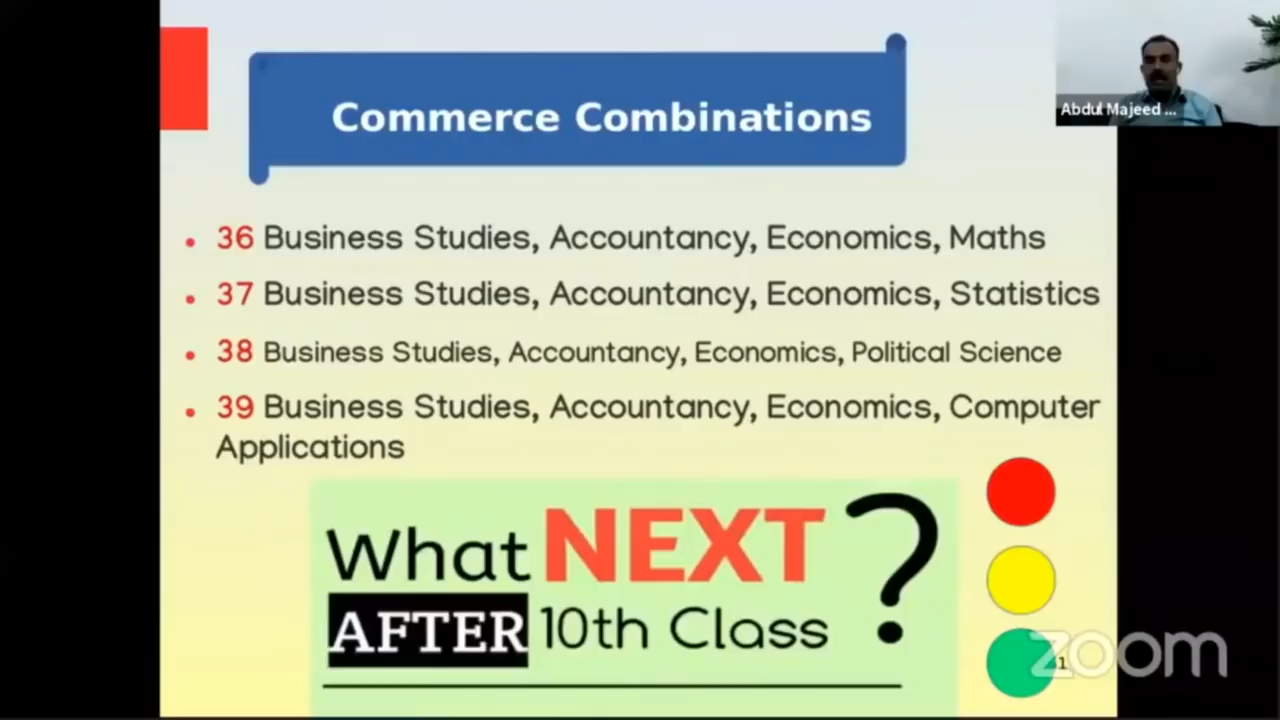 Commerce Combinations
Abdul Majeed ...
36 Business Studies, Accountancy, Economics, Maths
37 Business Studies, Accountancy, Economics, Statistics
38 Business Studies, Accountancy, Economics, Political Science
39 Business Studies, Accountancy, Economics, Computer
Applications
What NEXT ?
AFTER 10th Class
zoom